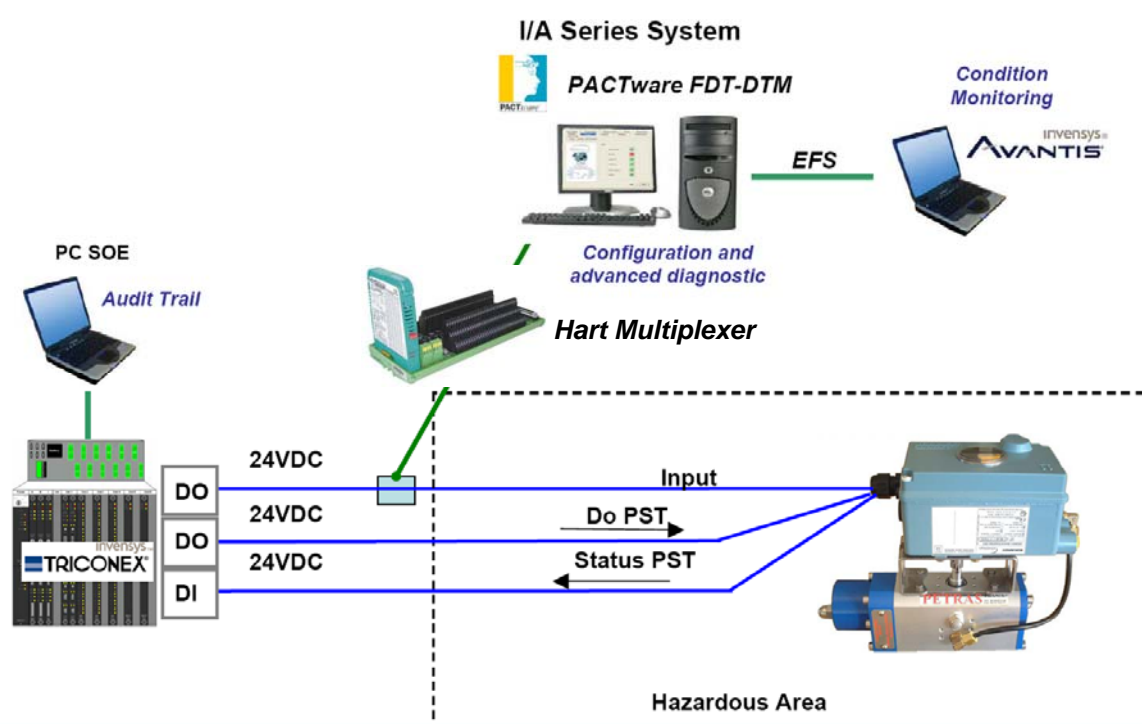 I/A Series System
PACTware FDT-DTM
PACTware
Condition
Monitoring
invensys
AVANTIS
EFS
Configuration and
advanced diagnostic
PC SOE
Audit Trail
Hart Multiplexer
24VDC
DO
Input
24VDC
DO
Do PST
24VDC
Status PST
DI
invensys
TRICONEX
PETRAS
Hazardous Area